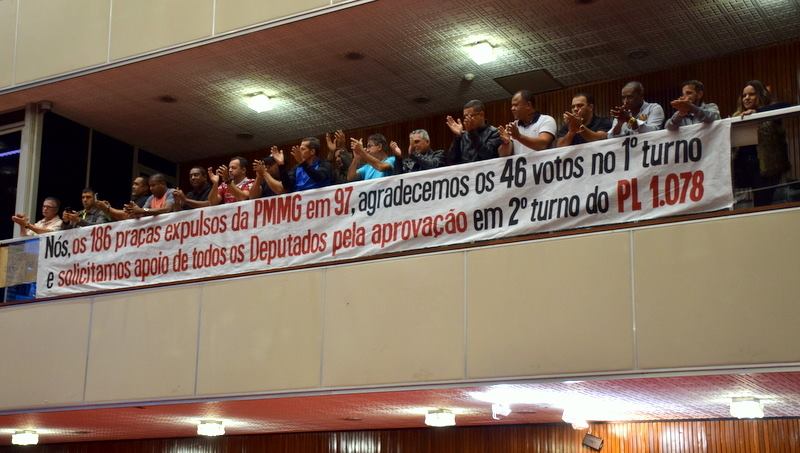 Nós, os 186 praças expulsos da PMMG em 97, agradecemos os 46 votos no 1º turno
e solicitamos apoio de todos os Deputados pela aprovação em 2º turno do PL 1.078